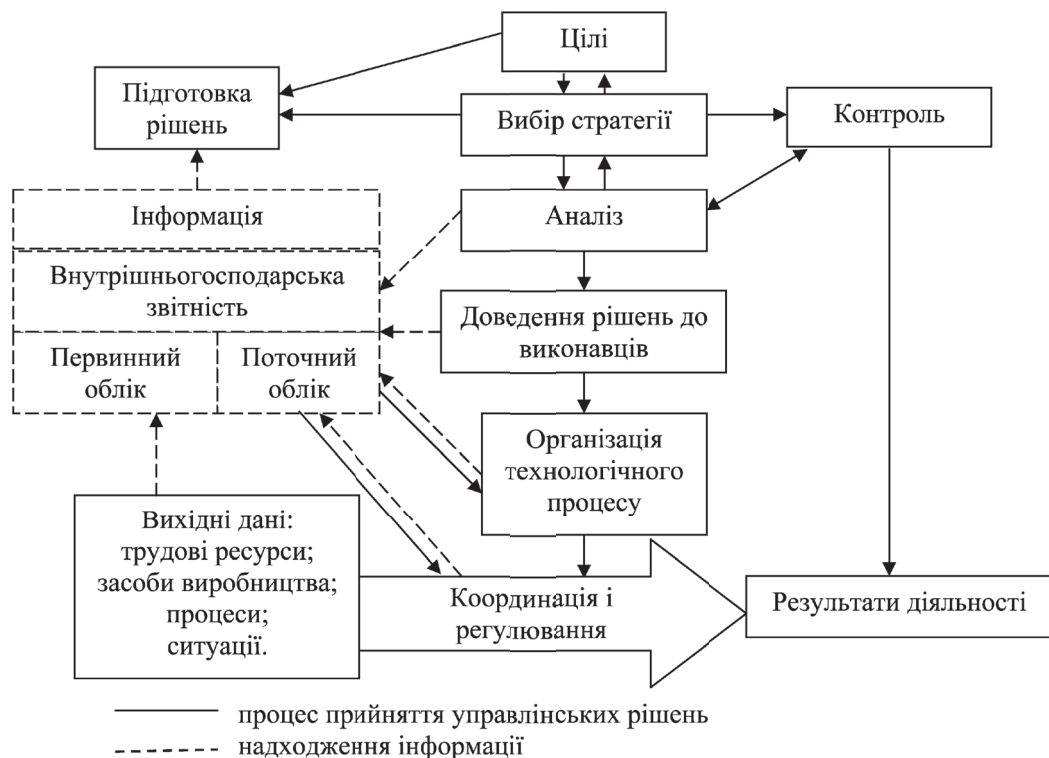 Цілі
Підготовка
рішень
Вибір стратегії
Контроль
Інформація
Аналіз
Внутрішньогосподарська
звітність
Доведення рішень до
виконавців
Первинний
облік
Поточний
облік
Організація
технологічного
процесу
Вихідні дані:
трудові ресурси;
засоби виробництва;
процеси;
ситуації.
Координація і
регулювання
Результати діяльності
процес прийняття управлінських рішень
надходження інформації